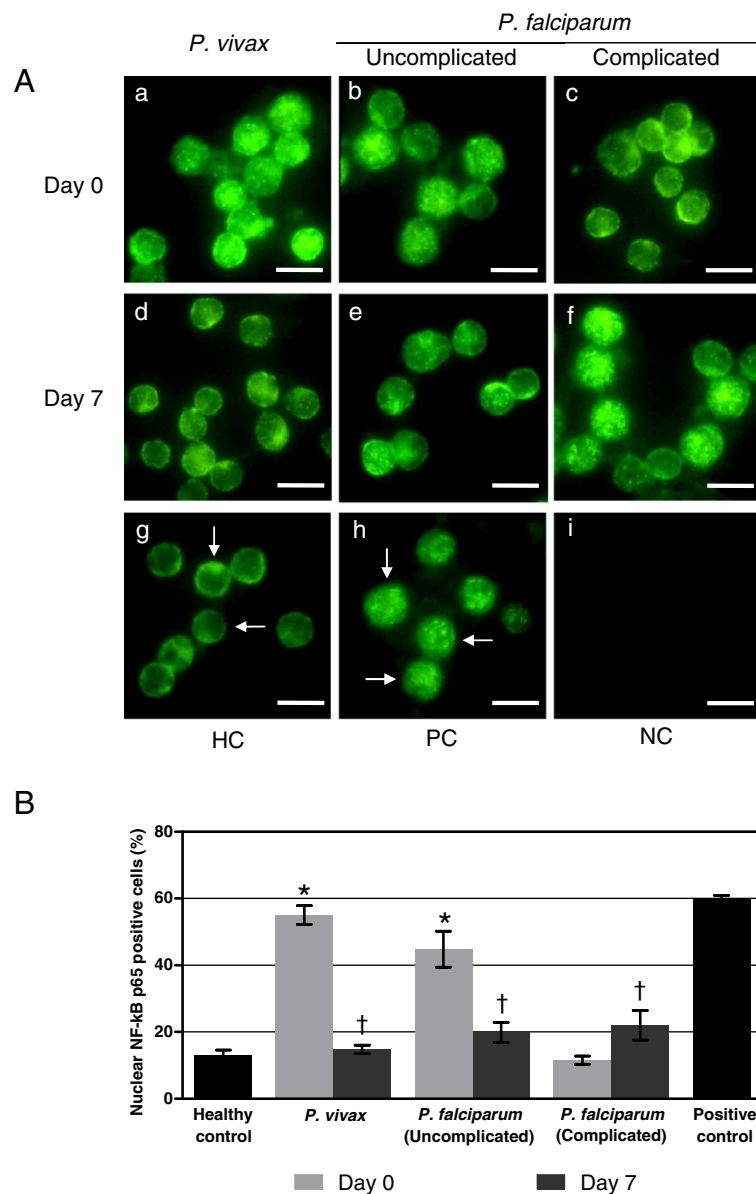 P. vivax
P. falciparum
Uncomplicated Complicated
A
a b c
Day 0
d e f
Day 7
g h i
HC PC NC
B
Nuclear NF-kB p65 positive cells (%)
80
60
40
20
0
* * † † †
Healthy control
P. vivax
P. falciparum (Uncomplicated)
P. falciparum (Complicated)
Positive control
Day 0 Day 7